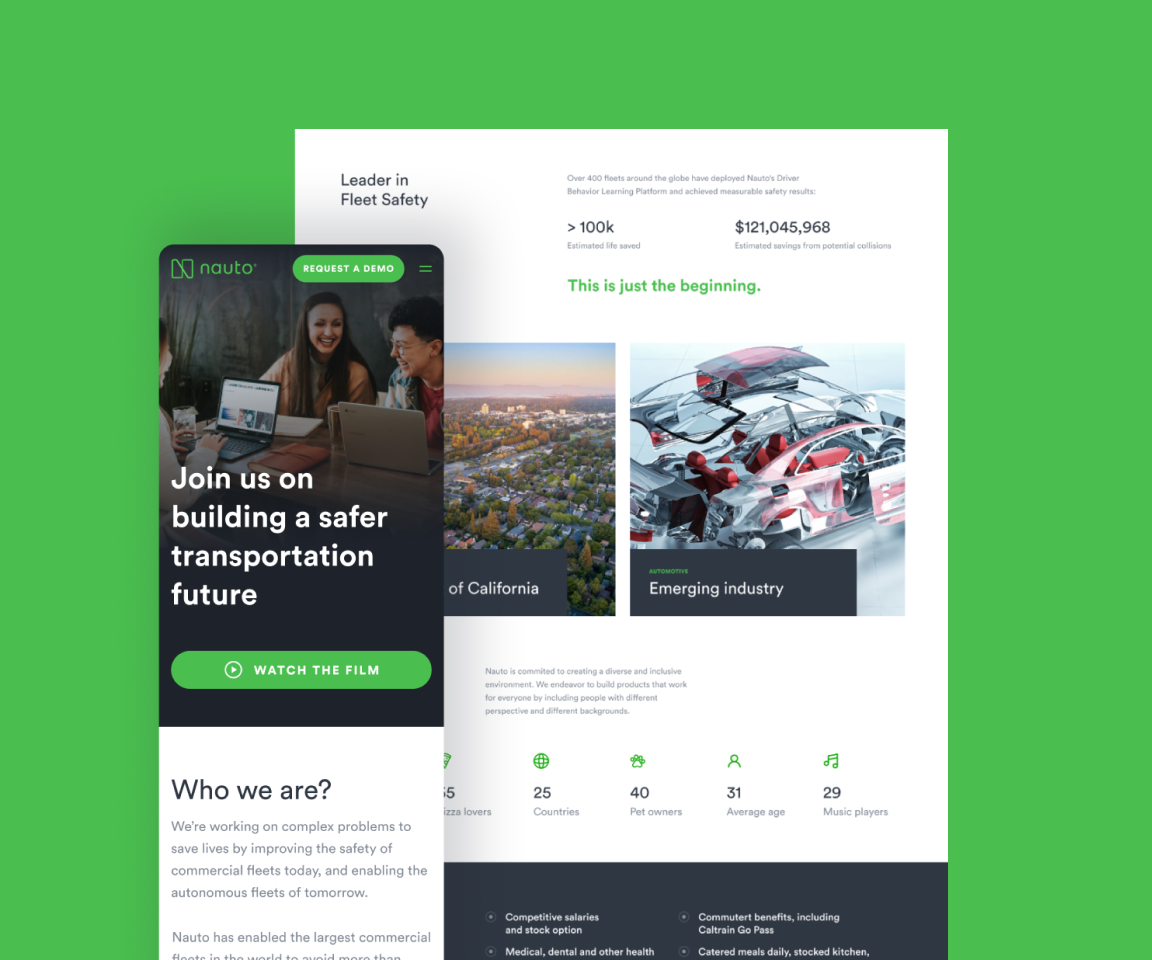 Leader in
Fleet Safety
Over 400 fleets around the globe have deployed Nauto's Driver
Behavior Learning Platform and achieved measurable safety results:
> 100k
Estimated life saved
$121,045,968
Estimated savings from potential collisions
This is just the beginning.
nauto
REQUEST A DEMO
Join us on
building a safer
transportation
future
WATCH THE FILM
Who we are?
We're working on complex problems to
save lives by improving the safety of
commercial fleets today, and enabling the
autonomous fleets of tomorrow.
Nauto has enabled the largest commercial
fleets in the world to avoid more than
of California
AUTOMOTIVE
Emerging industry
Nauto is commited to creating a diverse and inclusive
environment. We endeavor to build products that work
for everyone by including people with different
perspective and different backgrounds.
5
izza lovers
25
Countries
40
Pet owners
31
Average age
29
Music players
Competitive salaries
and stock option
Medical, dental and other health
Commutert benefits, including
Caltrain Go Pass
Catered meals daily, stocked kitchen,